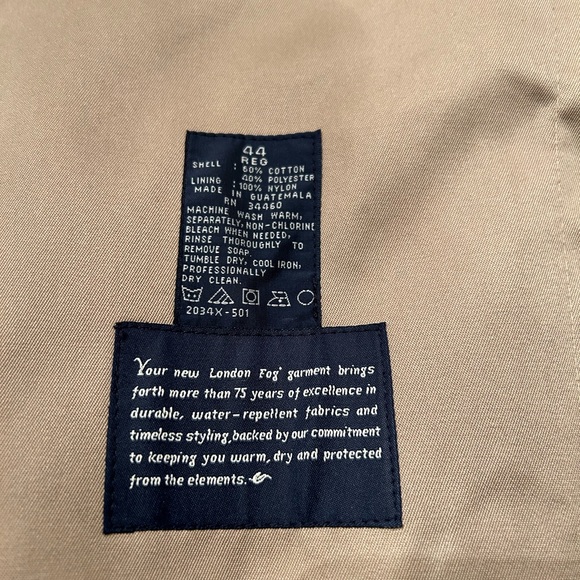 44
REG
SHELL : 60% COTTON
40% POLYESTER
LINING : 100% NYLON
MADE IN GUATEMALA
RN 34460
MACHINE WASH WARM,
SEPARATELY, NON-CHLORINE
BLEACH WHEN NEEDED,
RINSE THOROUGHLY TO
REMOVE SOAP.
TUMBLE DRY, COOL IRON,
PROFESSIONALLY
DRY CLEAN.
2034X-501
Your new London Fog® garment brings
forth more than 75 years of excellence in
durable, water-repellent fabrics and
timeless styling, backed by our commitment
to keeping you warm, dry and protected
from the elements.